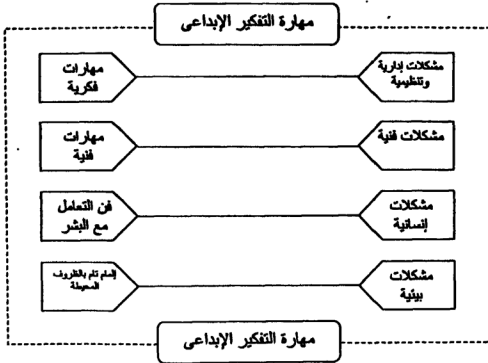 مهارة التفكير الإبداعى
مشكلات إدارية
وتنظيمية
مهارات
فكرية
مشكلات فنية
مهارات
فنية
مشكلات
إنسانية
فن التعامل
مع البشر
مشكلات
بيئية
إلمام تام بالظروف
المحيطة
مهارة التفكير الإبداعى